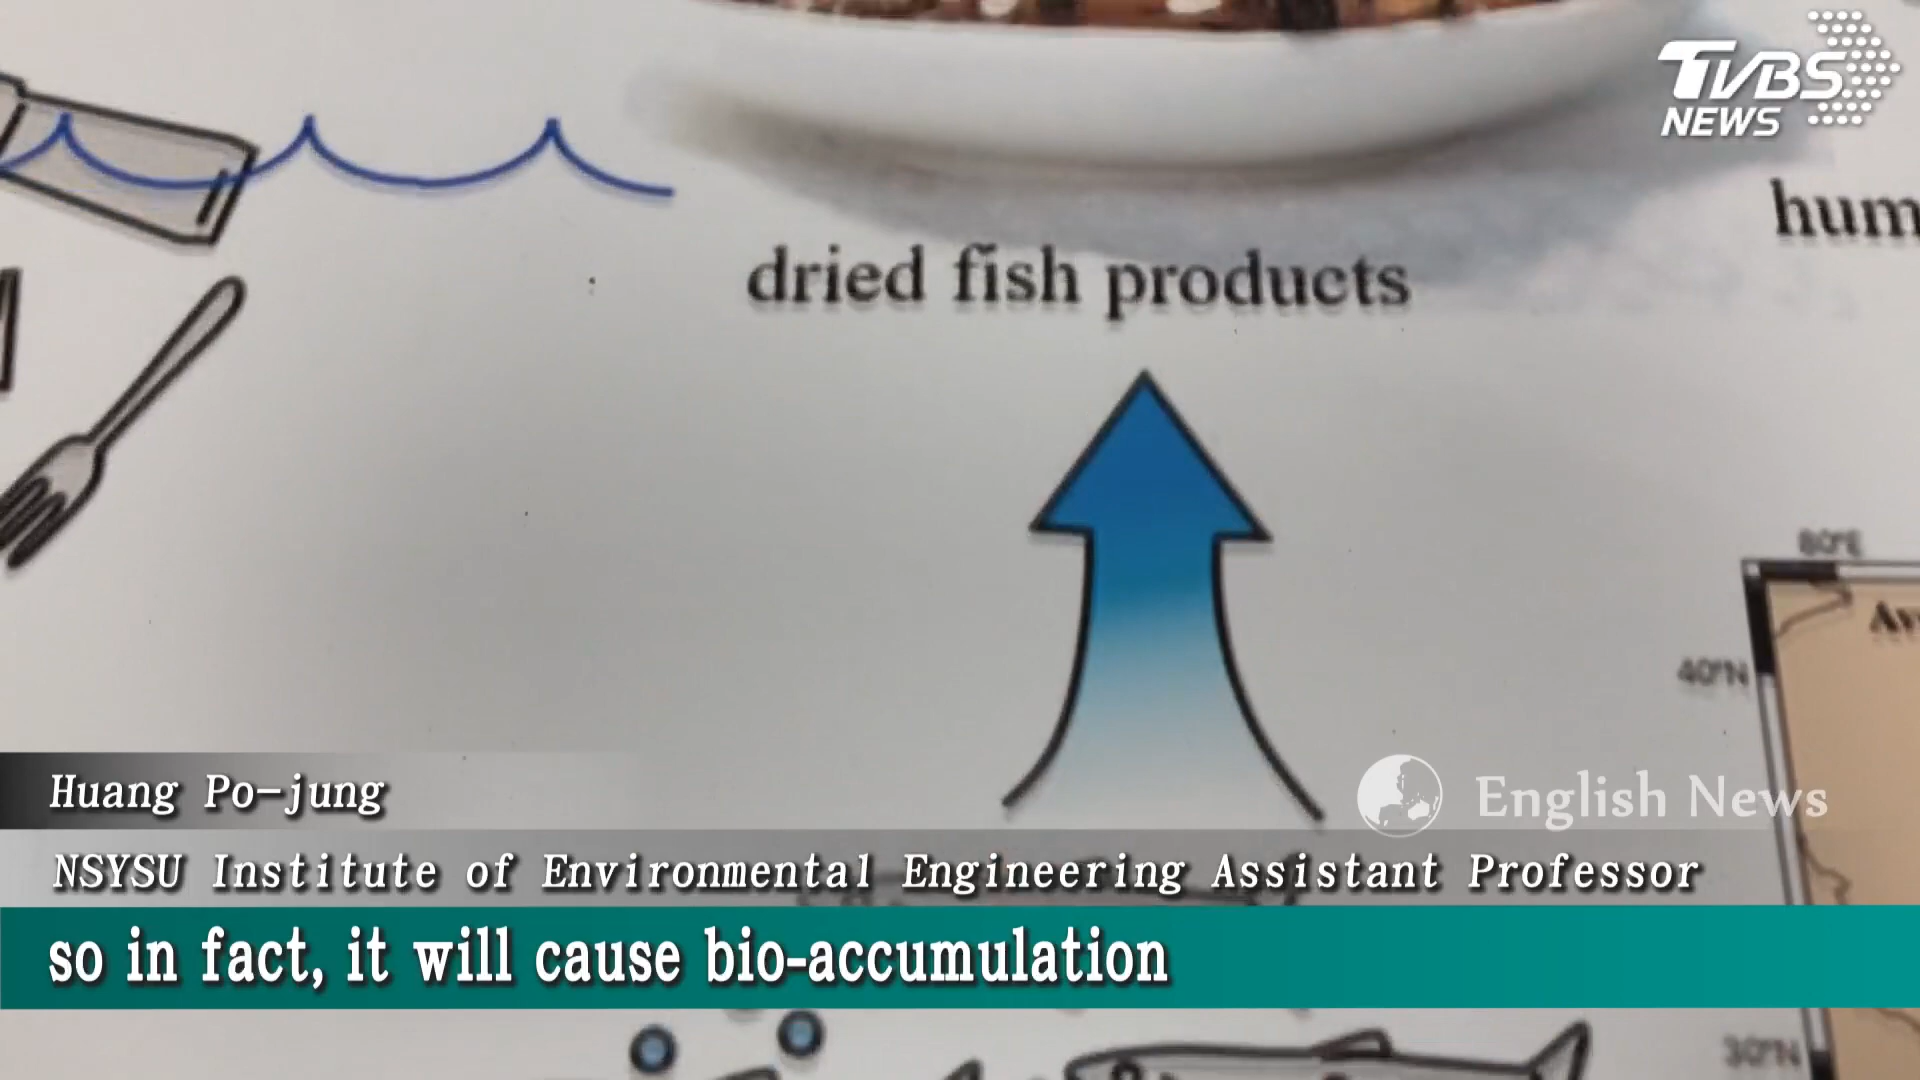 TVBS
NEWS
dried fish products
80°E
40°N
Huang Po-jung
English News
NSYSU Institute of Environmental Engineering Assistant Professor
so in fact, it will cause bio-accumulation
30°N